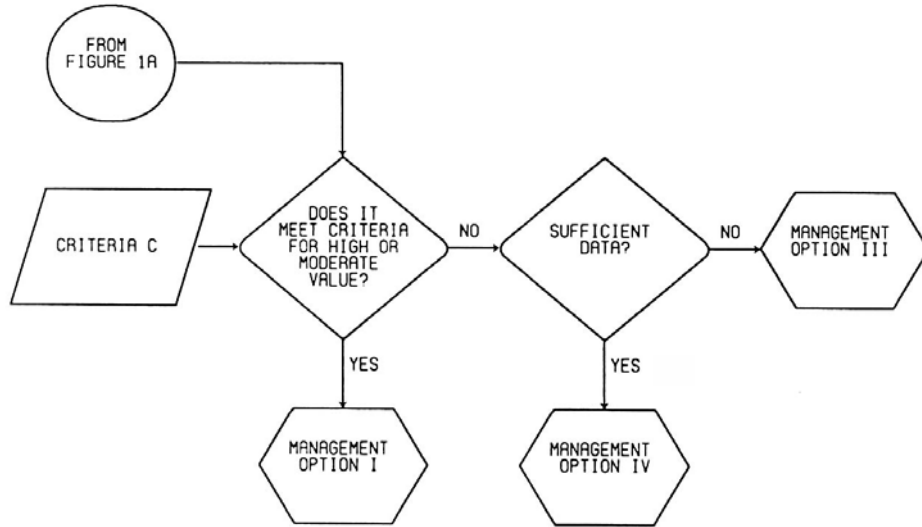 FROM
FIGURE 1A
CRITERIA C
DOES IT
MEET CRITERIA
FOR HIGH OR
MODERATE
VALUE?
NO
SUFFICIENT
DATA?
NO
MANAGEMENT
OPTION III
YES
YES
MANAGEMENT
OPTION I
MANAGEMENT
OPTION IV